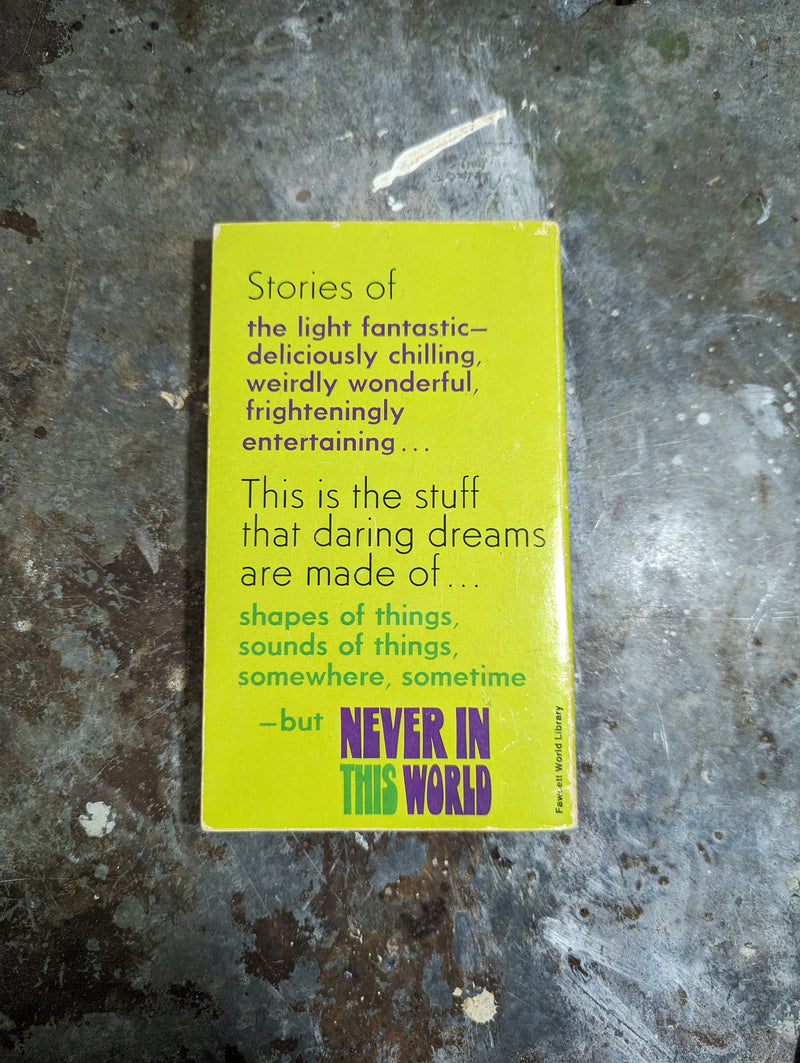 Stories of
the light fantastic—
deliciously chilling,
weirdly wonderful,
frighteningly
entertaining...
This is the stuff
that daring dreams
are made of...
shapes of things,
sounds of things,
somewhere, sometime
—but NEVER IN
THIS WORLD
Fawcett World Library